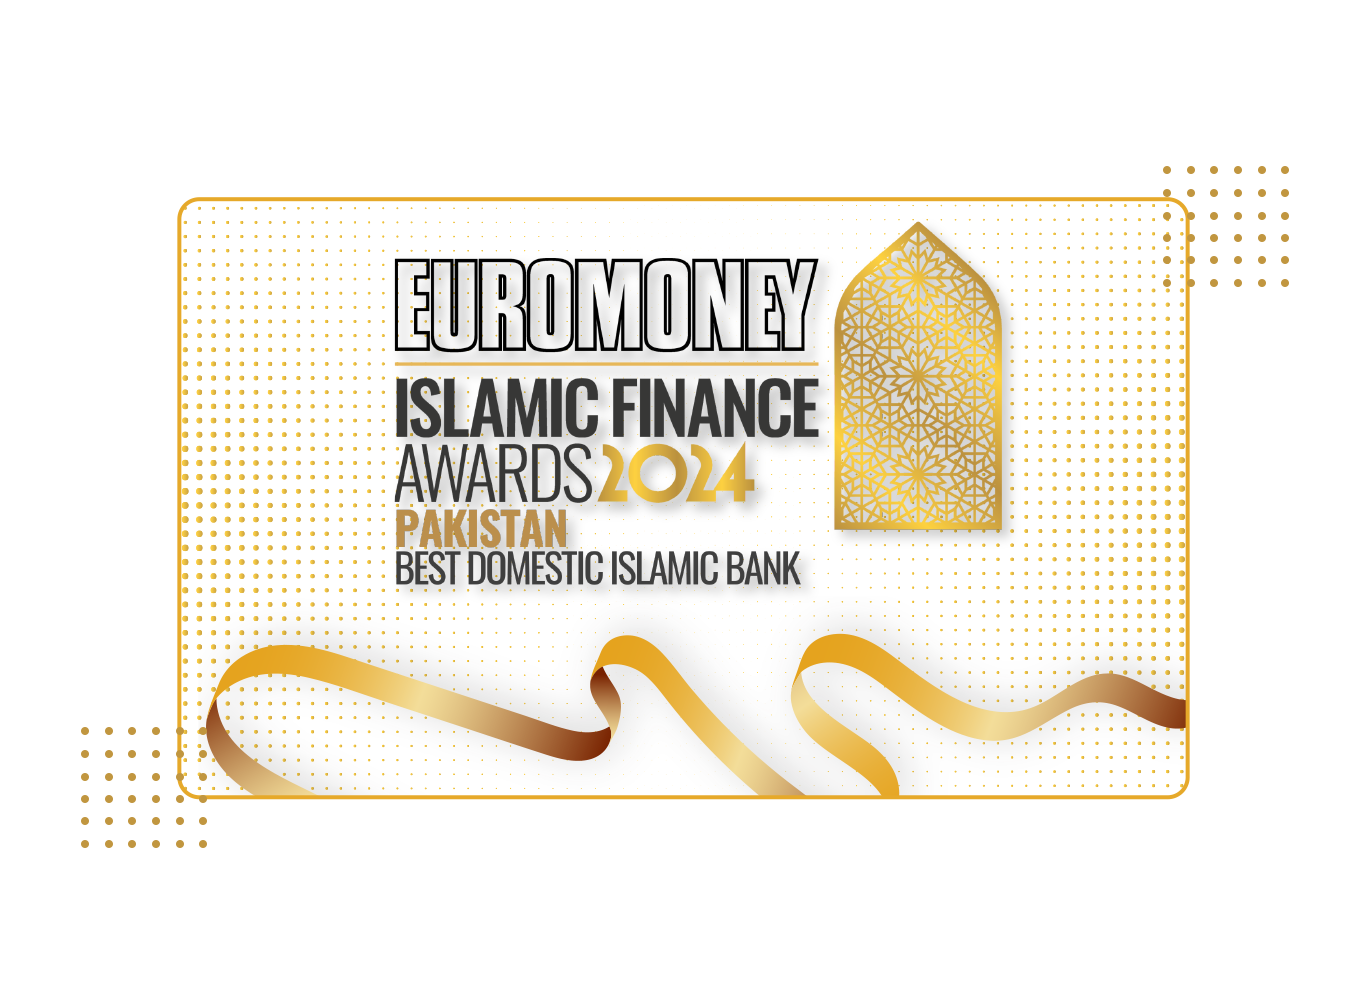 EUROMONEY
ISLAMIC FINANCE
AWARDS 2024
PAKISTAN
BEST DOMESTIC ISLAMIC BANK